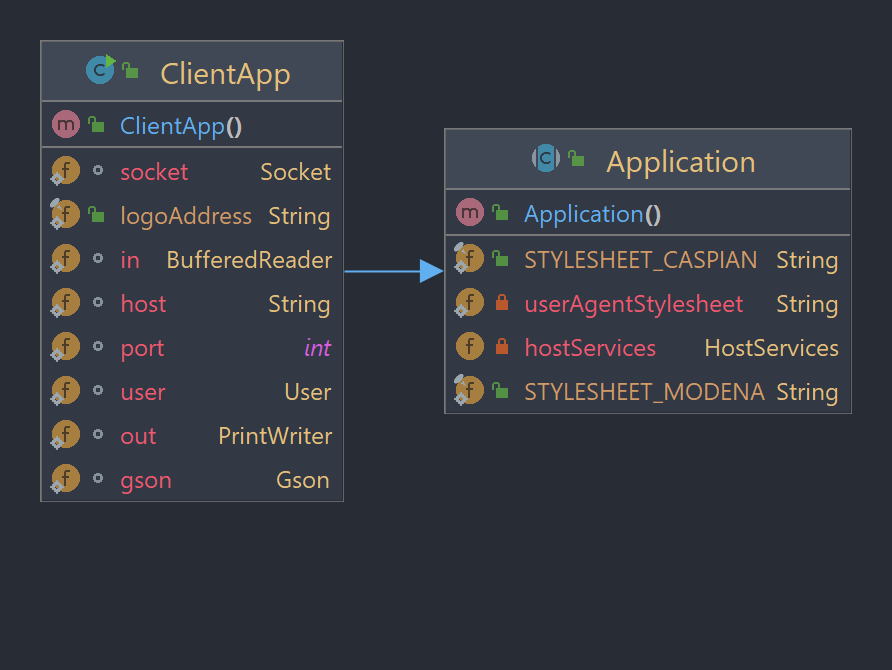 ClientApp
ClientApp()
socket Socket
logoAddress String
in BufferedReader
host String
port int
user User
out PrintWriter
gson Gson
Application
Application()
STYLESHEET_CASPIAN String
userAgentStylesheet String
hostServices HostServices
STYLESHEET_MODENA String